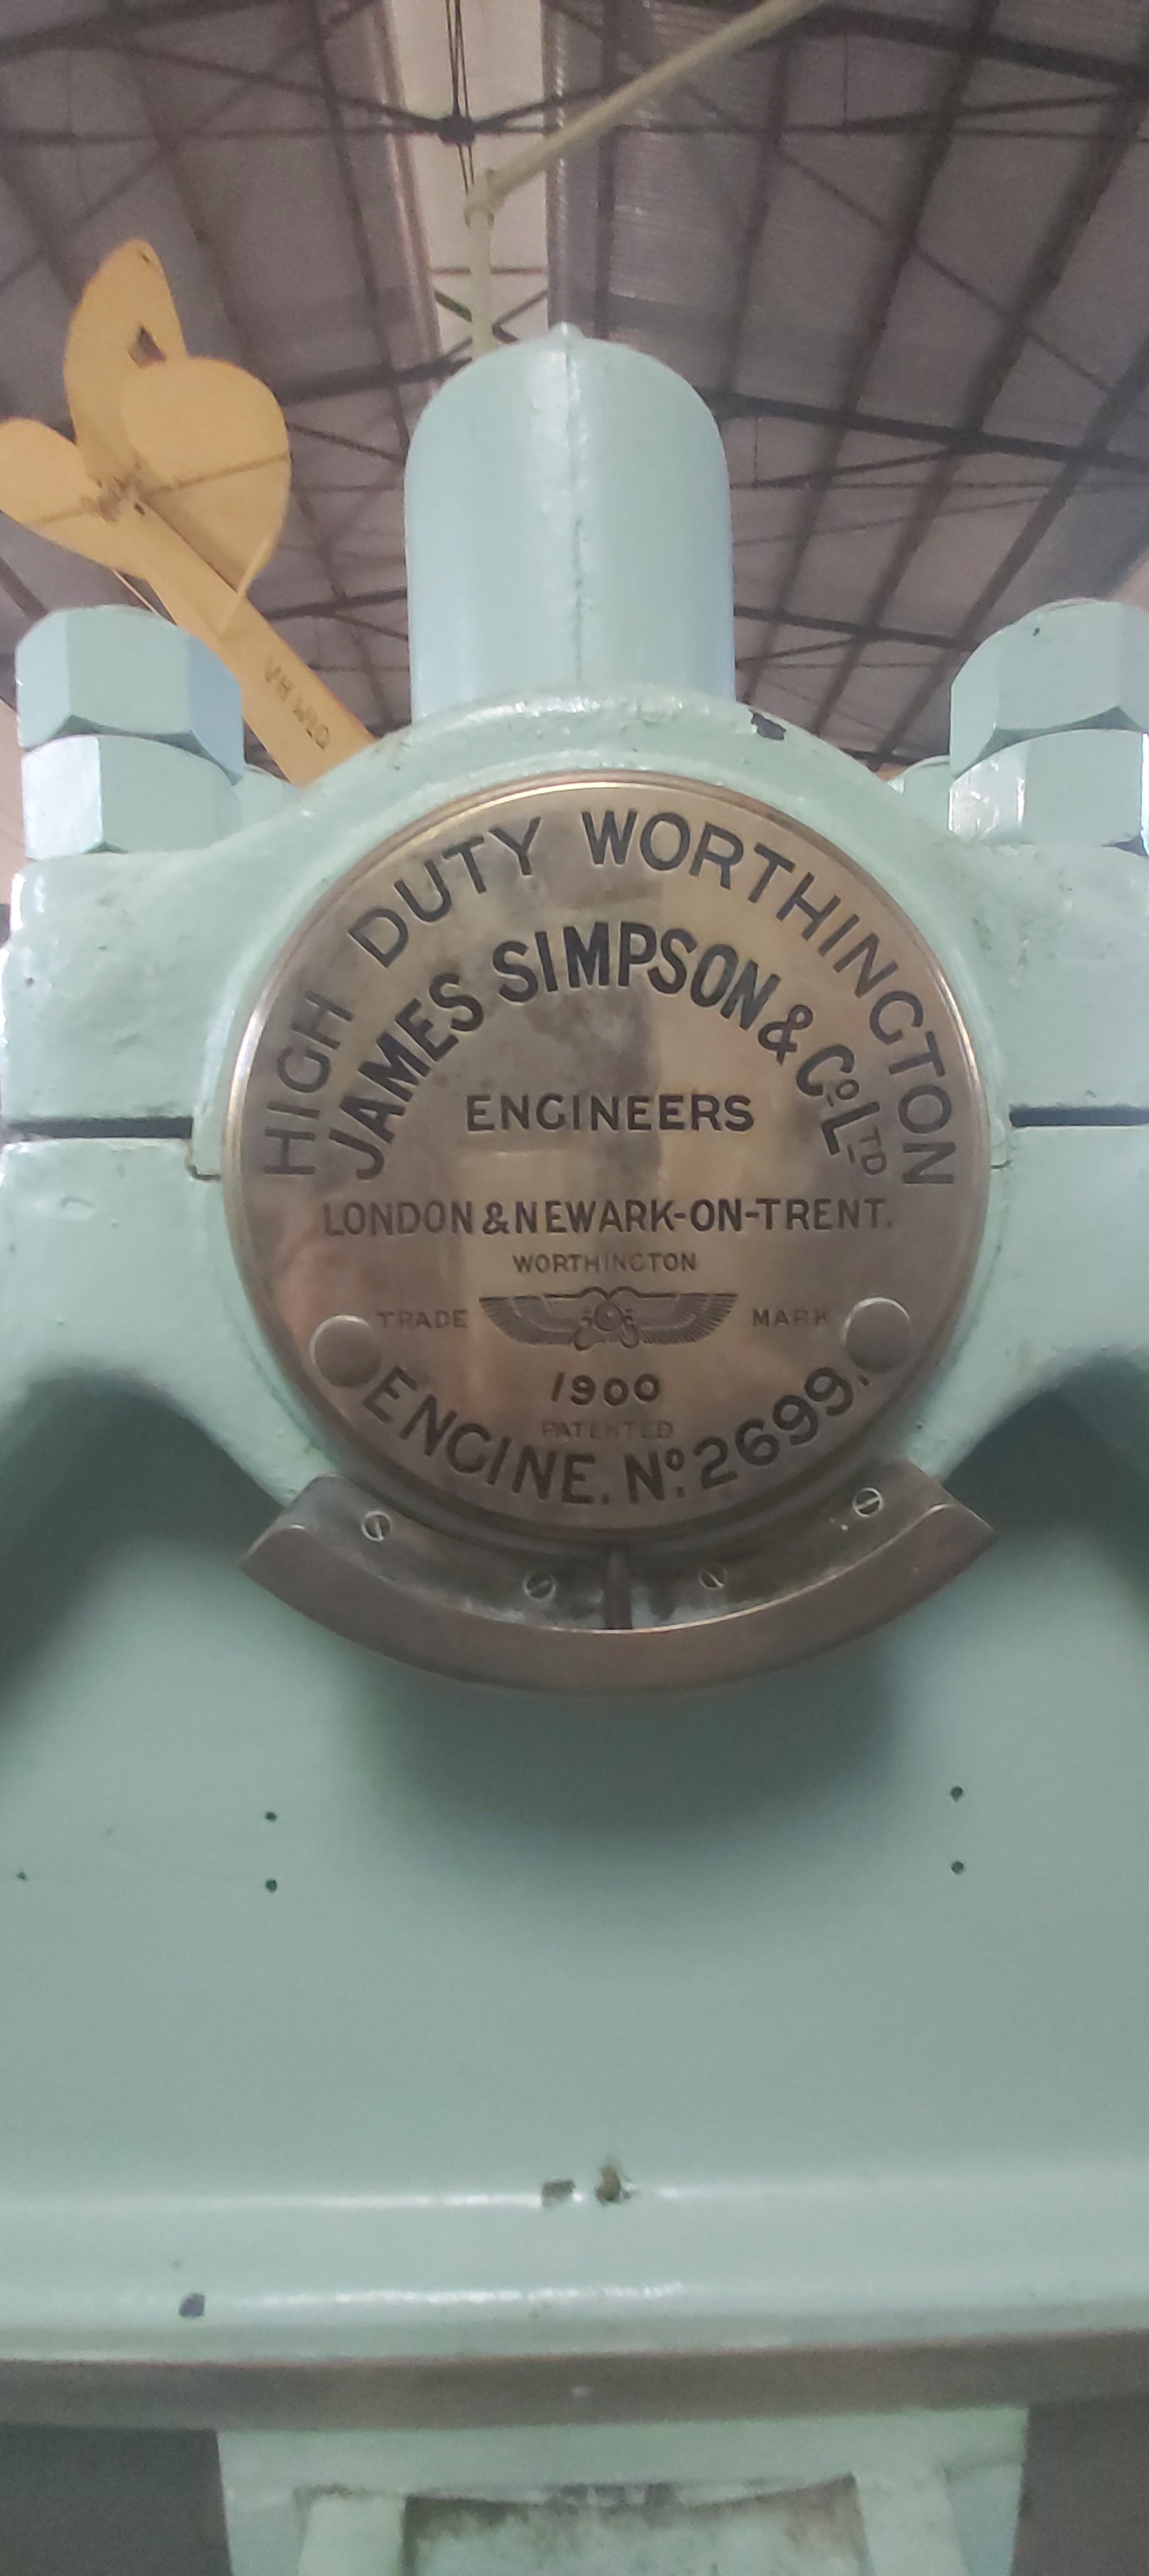 HIGH DUTY WORTHINGTON
JAMES SIMPSON & Co LTD
ENGINEERS
LONDON & NEWARK-ON-TRENT.
WORTHINGTON
TRADE MARK
1900
PATENTED
ENGINE. No. 2699.